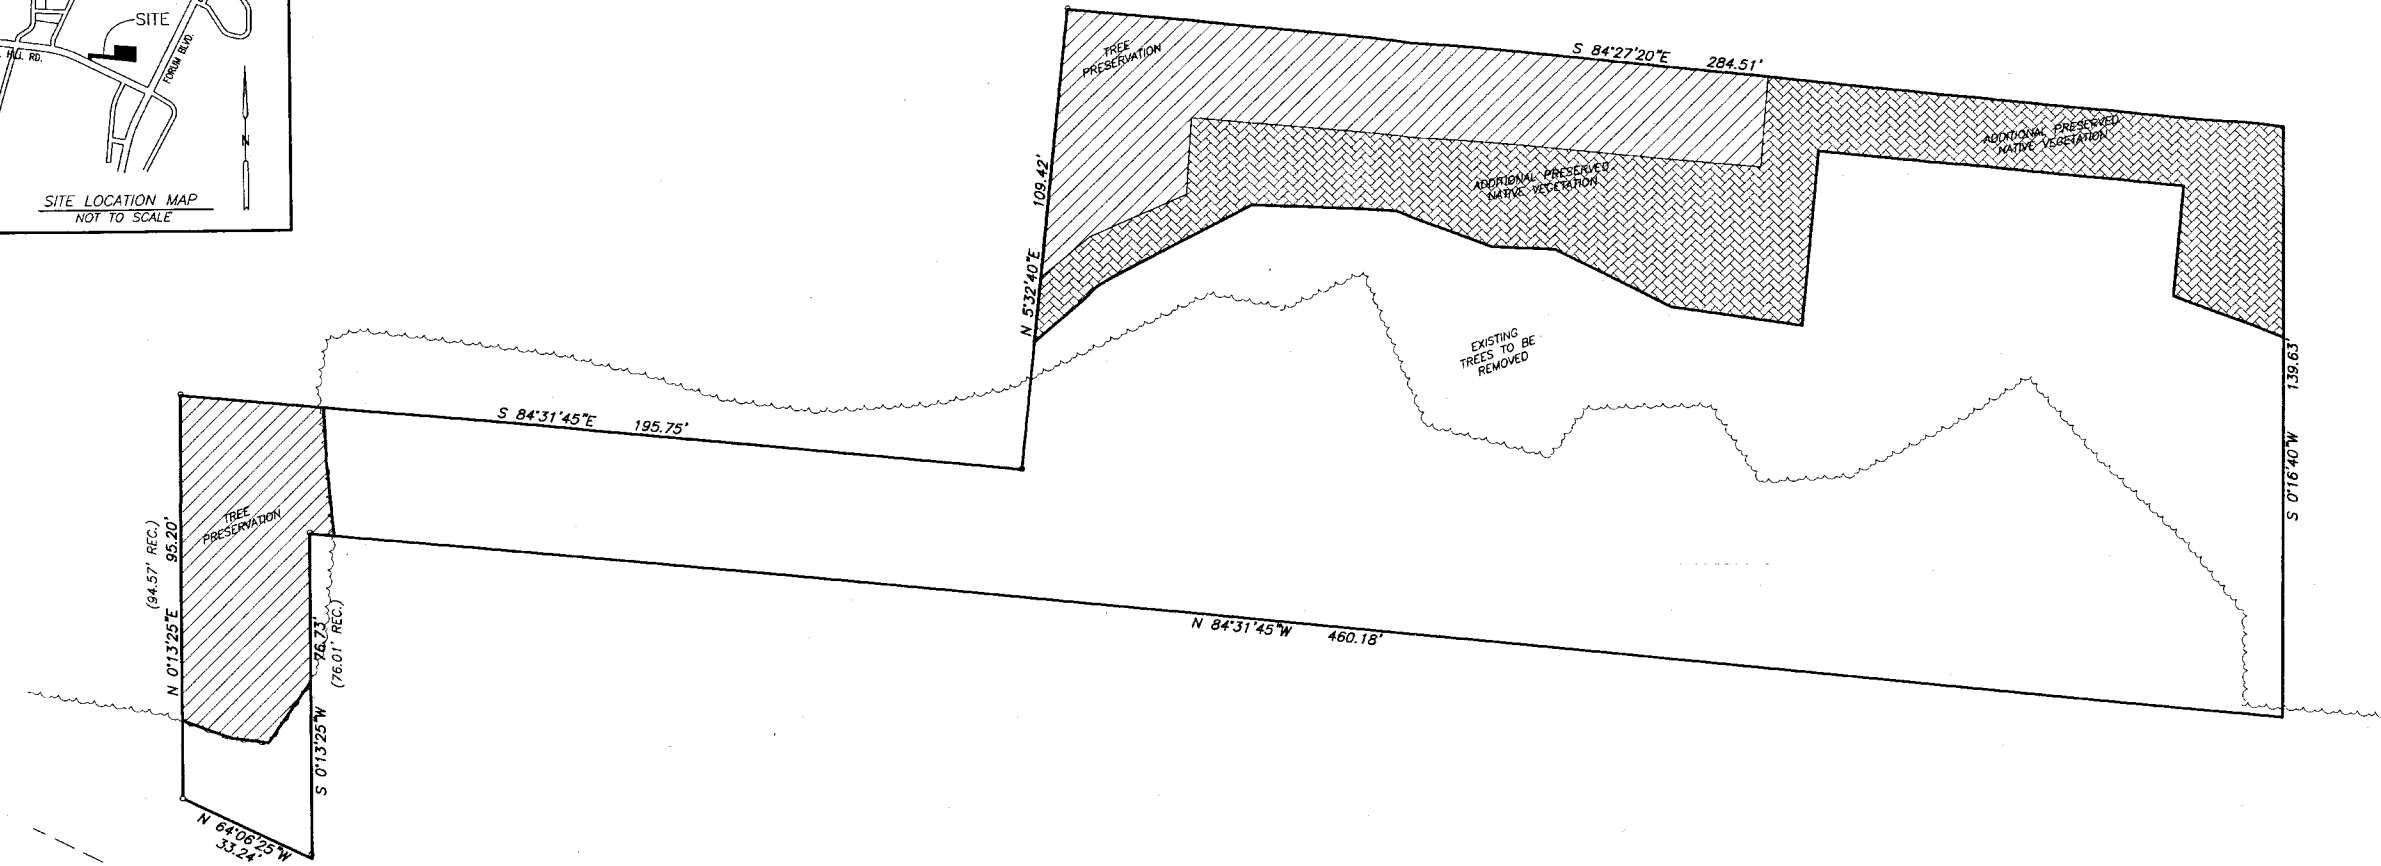 SITE
HILL RD.
FORUM BLVD.
N
SITE LOCATION MAP
NOT TO SCALE
TREE
PRESERVATION
S 84°27'20"E 284.51'
ADDITIONAL PRESERVED
NATIVE VEGETATION
ADDITIONAL PRESERVED
NATIVE VEGETATION
N 5°32'40"E 109.42'
EXISTING
TREES TO BE
REMOVED
S 0°16'40"W 139.63'
S 84°31'45"E 195.75'
TREE
PRESERVATION
N 0°13'25"E 95.20'
(94.57' REC.)
S 0°13'25"W 76.73'
(76.01' REC.)
N 84°31'45"W 460.18'
N 64°06'25"W
33.24'